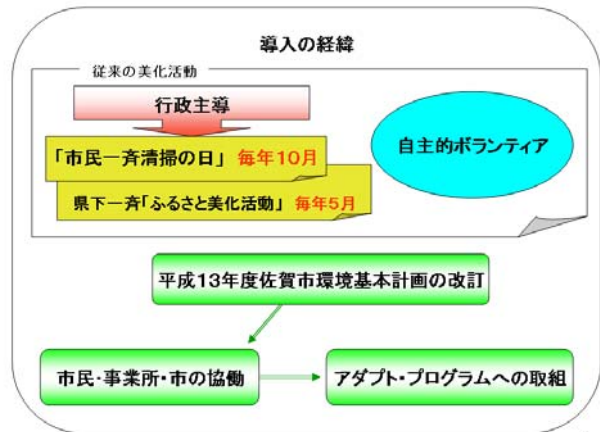 導入の経緯
従来の美化活動
行政主導
「市民一斉清掃の日」 毎年10月
県下一斉「ふるさと美化活動」 毎年5月
自主的ボランティア
平成13年度佐賀市環境基本計画の改訂
市民・事業所・市の協働
アダプト・プログラムへの取組